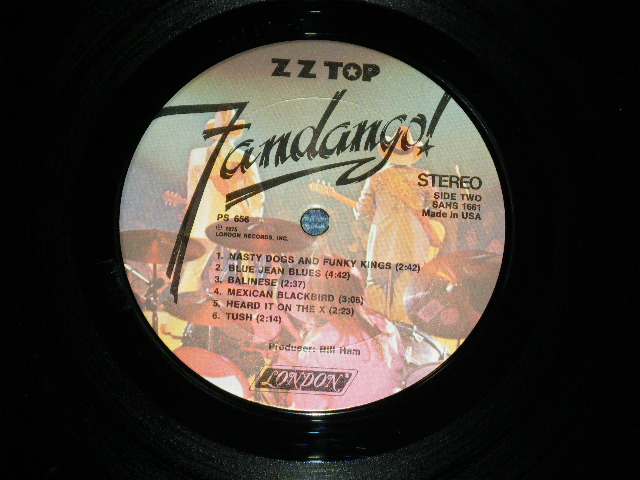 ZZ TOP
Fandango!
STEREO
SIDE TWO
SAHS 1661
Made in USA
PS 656
℗ 1975
LONDON RECORDS, INC.
1. NASTY DOGS AND FUNKY KINGS (2:42)
2. BLUE JEAN BLUES (4:42)
3. BALINESE (2:37)
4. MEXICAN BLACKBIRD (3:05)
5. HEARD IT ON THE X (2:23)
6. TUSH (2:14)
Producer: Bill Ham
LONDON®